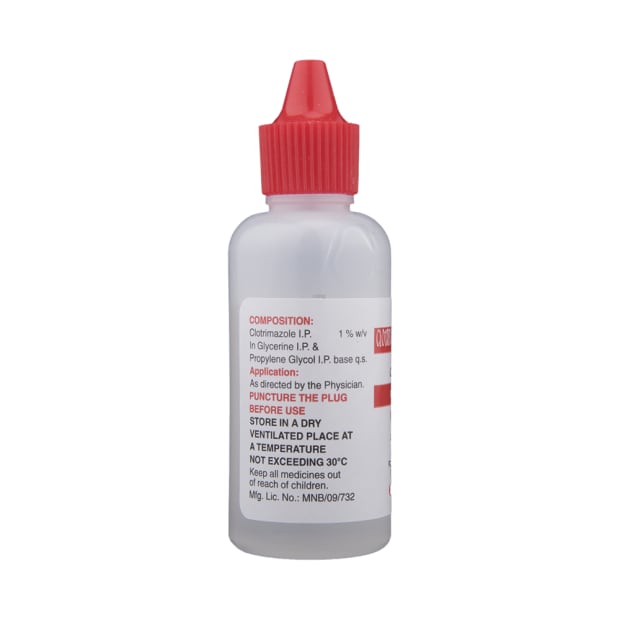 COMPOSITION:
Clotrimazole I.P. 1 % w/v
In Glycerine I.P. &
Propylene Glycol I.P. base q.s.
Application:
As directed by the Physician.
PUNCTURE THE PLUG
BEFORE USE
STORE IN A DRY
VENTILATED PLACE AT
A TEMPERATURE
NOT EXCEEDING 30°C
Keep all medicines out
of reach of children.
Mfg. Lic. No.: MNB/09/732